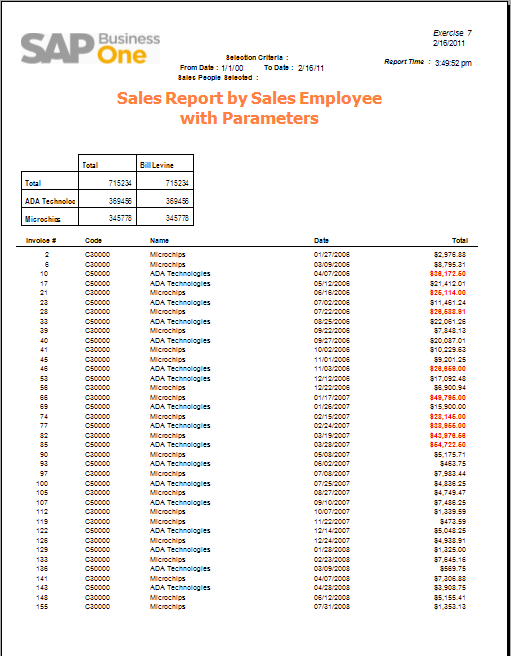 SAP Business One
Exercise 7
2/16/2011
Selection Criteria :
From Date : 1/1/00 To Date : 2/16/11
Report Time : 3:49:52 pm
Sales People Selected :
Sales Report by Sales Employee
with Parameters
Total Bill Levine
Total 715234 715234
ADA Technoloc 369456 369456
Microchips 345778 345778
Invoice # Code Name Date Total
2 C30000 Microchips 01/27/2006 $2,976.88
6 C30000 Microchips 03/09/2006 $8,795.31
10 C50000 ADA Technologies 04/07/2006 $36,172.50
17 C50000 ADA Technologies 05/12/2006 $21,412.01
21 C30000 Microchips 06/16/2006 $25,114.00
23 C50000 ADA Technologies 07/02/2006 $11,461.24
28 C30000 Microchips 07/22/2006 $26,538.91
33 C50000 ADA Technologies 08/25/2006 $22,061.26
39 C30000 Microchips 09/22/2006 $7,848.13
40 C50000 ADA Technologies 09/27/2006 $20,087.01
41 C30000 Microchips 10/02/2006 $10,229.63
45 C30000 Microchips 11/01/2006 $9,201.25
46 C50000 ADA Technologies 11/03/2006 $26,669.00
53 C50000 ADA Technologies 12/12/2006 $17,092.48
56 C30000 Microchips 12/22/2006 $6,900.94
66 C30000 Microchips 01/17/2007 $49,795.00
69 C50000 ADA Technologies 01/26/2007 $15,900.00
74 C30000 Microchips 02/15/2007 $28,145.00
77 C50000 ADA Technologies 02/24/2007 $38,955.00
82 C30000 Microchips 03/19/2007 $43,976.56
85 C50000 ADA Technologies 03/28/2007 $64,722.50
90 C30000 Microchips 05/08/2007 $5,175.71
93 C50000 ADA Technologies 06/02/2007 $463.75
97 C30000 Microchips 07/08/2007 $7,983.44
100 C50000 ADA Technologies 07/25/2007 $4,836.25
105 C30000 Microchips 08/27/2007 $4,749.47
107 C50000 ADA Technologies 09/10/2007 $7,486.25
112 C30000 Microchips 10/07/2007 $1,339.59
119 C30000 Microchips 11/22/2007 $473.59
122 C50000 ADA Technologies 12/14/2007 $5,048.25
126 C30000 Microchips 12/24/2007 $4,938.91
129 C50000 ADA Technologies 01/28/2008 $1,325.00
133 C30000 Microchips 02/23/2008 $7,645.16
136 C50000 ADA Technologies 03/09/2008 $569.75
141 C30000 Microchips 04/07/2008 $7,306.88
143 C50000 ADA Technologies 04/28/2008 $3,908.75
148 C30000 Microchips 06/12/2008 $5,155.41
155 C30000 Microchips 07/31/2008 $1,353.13